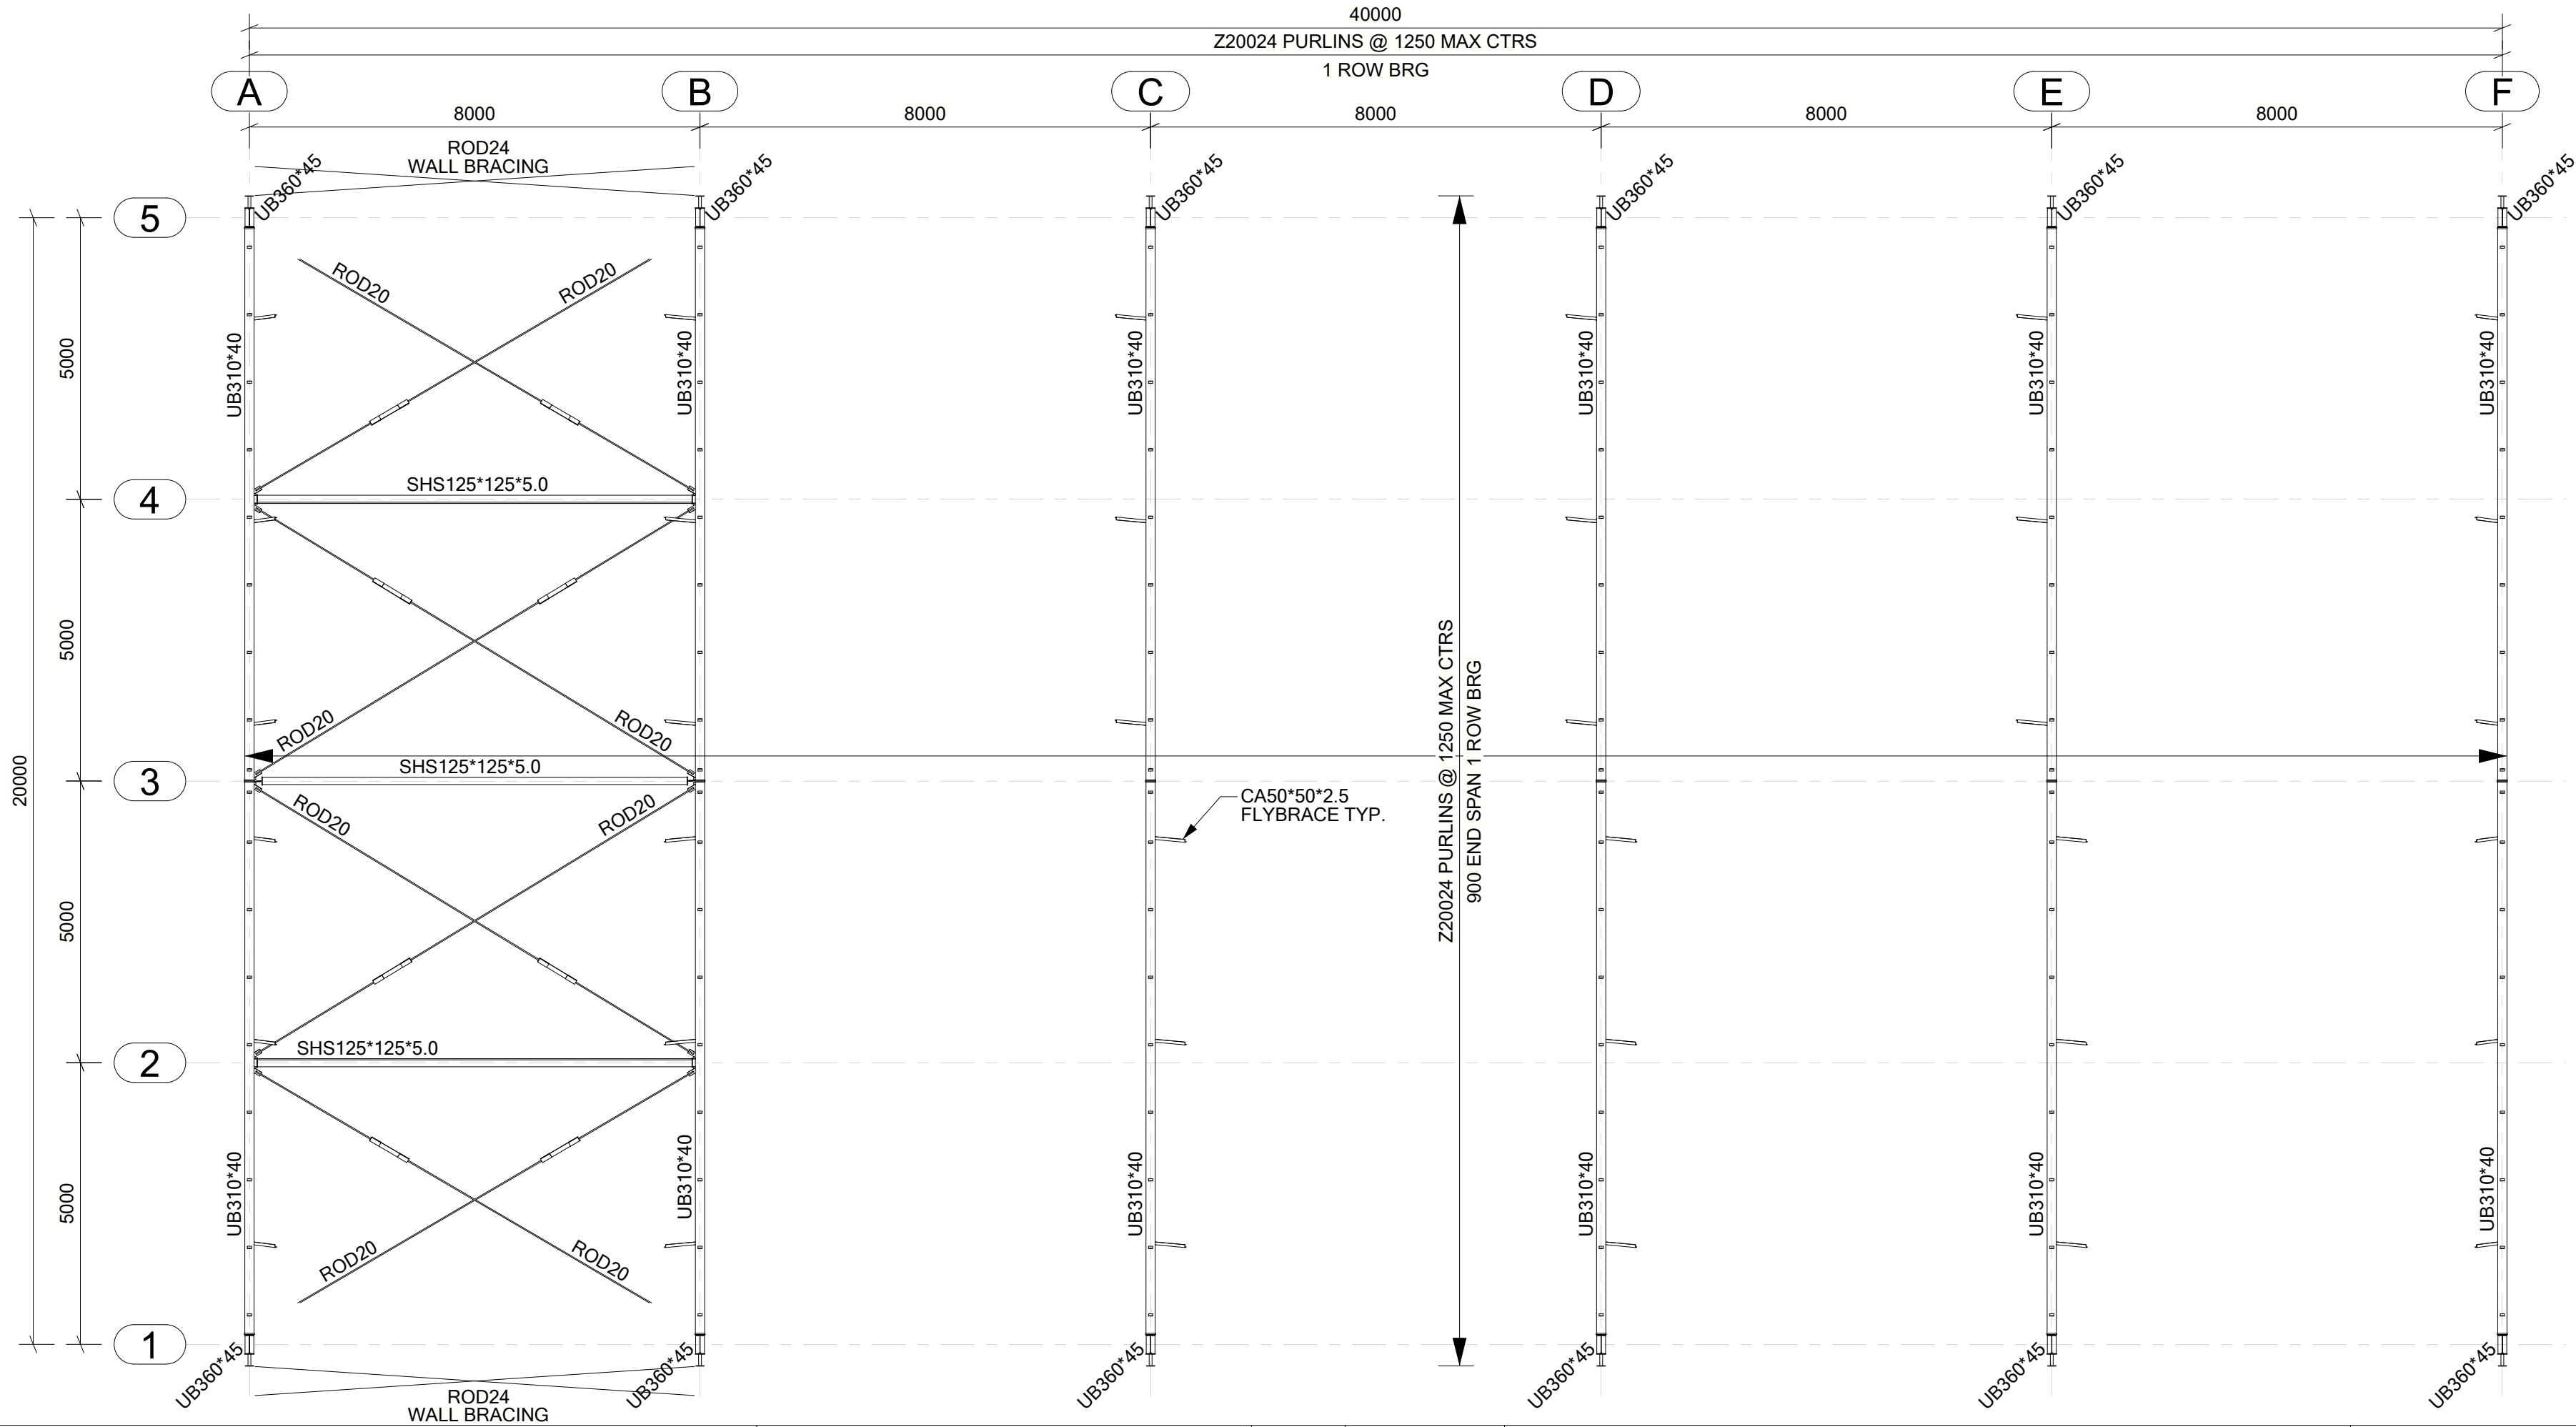 40000
Z20024 PURLINS @ 1250 MAX CTRS
1 ROW BRG
A
B
C
D
E
F
8000
8000
8000
8000
8000
ROD24
WALL BRACING
UB360*45
UB360*45
UB360*45
UB360*45
UB360*45
UB360*45
5
ROD20
ROD20
5000
UB310*40
UB310*40
UB310*40
UB310*40
UB310*40
UB310*40
SHS125*125*5.0
4
5000
ROD20
ROD20
SHS125*125*5.0
3
20000
Z20024 PURLINS @ 1250 MAX CTRS
900 END SPAN 1 ROW BRG
CA50*50*2.5
FLYBRACE TYP.
ROD20
ROD20
5000
SHS125*125*5.0
2
5000
UB310*40
UB310*40
UB310*40
UB310*40
UB310*40
UB310*40
ROD20
ROD20
1
UB360*45
UB360*45
UB360*45
UB360*45
UB360*45
UB360*45
ROD24
WALL BRACING